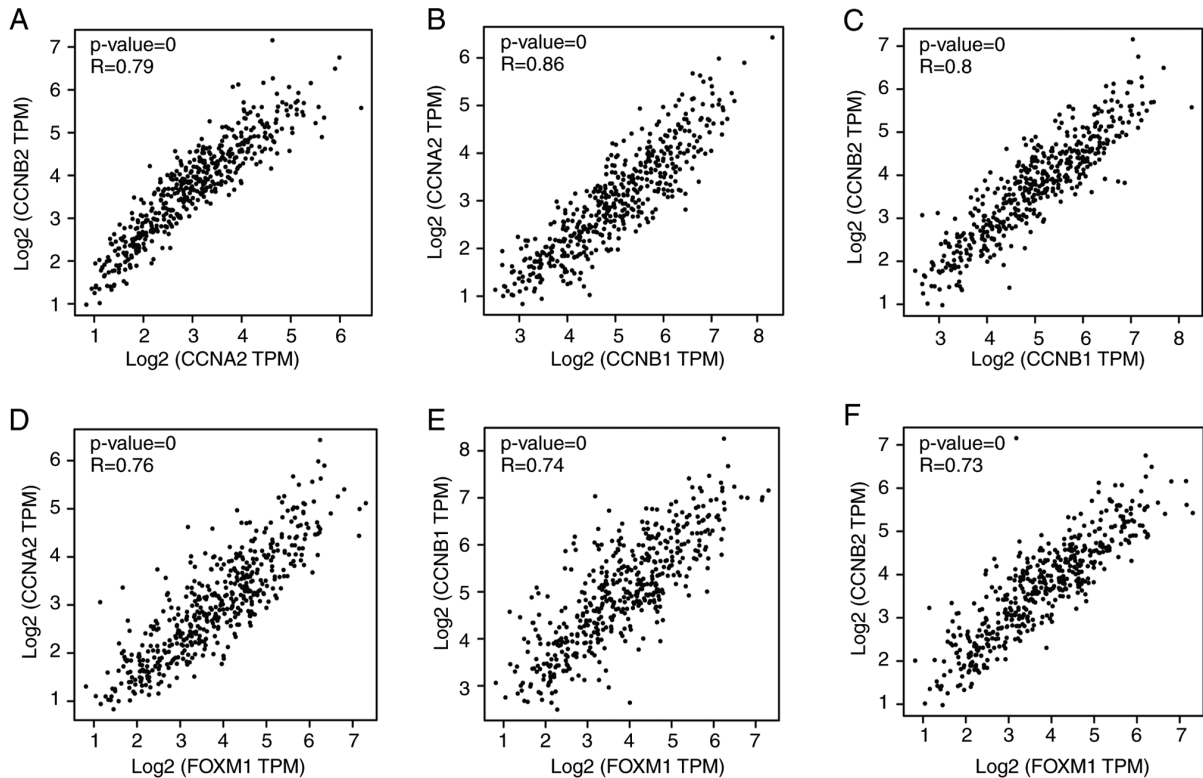 A
p-value=0
R=0.79
Log2 (CCNB2 TPM)
7
6
5
4
3
2
1
1 2 3 4 5 6
Log2 (CCNA2 TPM)
B
p-value=0
R=0.86
Log2 (CCNA2 TPM)
6
5
4
3
2
1
3 4 5 6 7 8
Log2 (CCNB1 TPM)
C
p-value=0
R=0.8
Log2 (CCNB2 TPM)
7
6
5
4
3
2
1
3 4 5 6 7 8
Log2 (CCNB1 TPM)
D
p-value=0
R=0.76
Log2 (CCNA2 TPM)
6
5
4
3
2
1
1 2 3 4 5 6 7
Log2 (FOXM1 TPM)
E
p-value=0
R=0.74
Log2 (CCNB1 TPM)
8
7
6
5
4
3
1 2 3 4 5 6 7
Log2 (FOXM1 TPM)
F
p-value=0
R=0.73
Log2 (CCNB2 TPM)
7
6
5
4
3
2
1
1 2 3 4 5 6 7
Log2 (FOXM1 TPM)